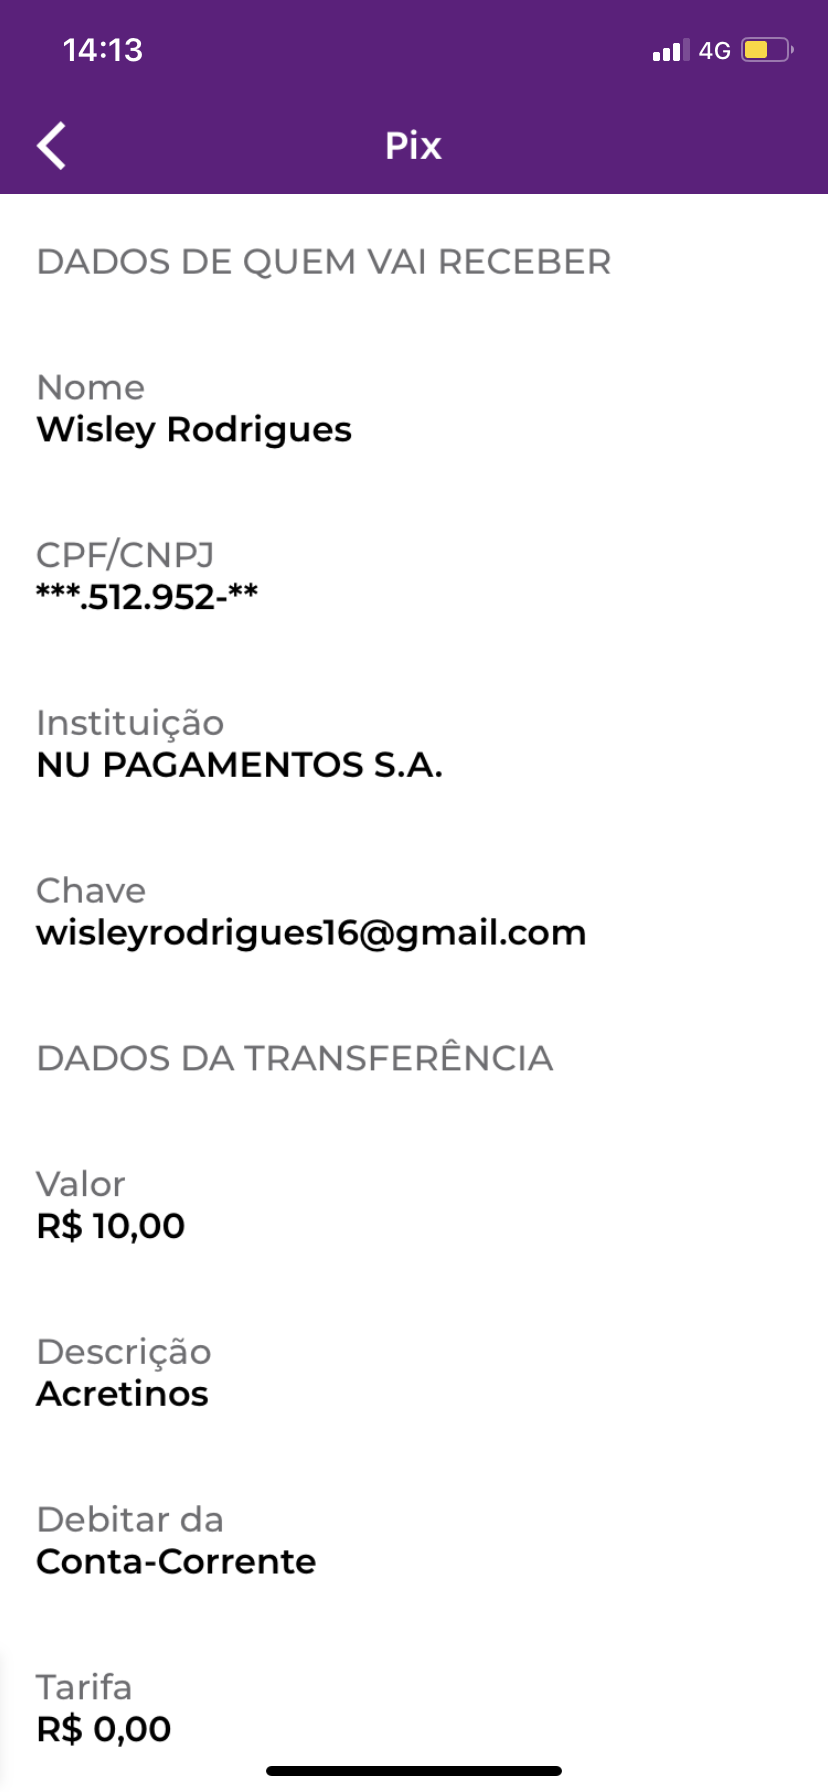 14:13
4G
Pix
DADOS DE QUEM VAI RECEBER
Nome
Wisley Rodrigues
CPF/CNPJ
***.512.952-**
Instituição
NU PAGAMENTOS S.A.
Chave
wisleyrodrigues16@gmail.com
DADOS DA TRANSFERÊNCIA
Valor
R$ 10,00
Descrição
Acretinos
Debitar da
Conta-Corrente
Tarifa
R$ 0,00